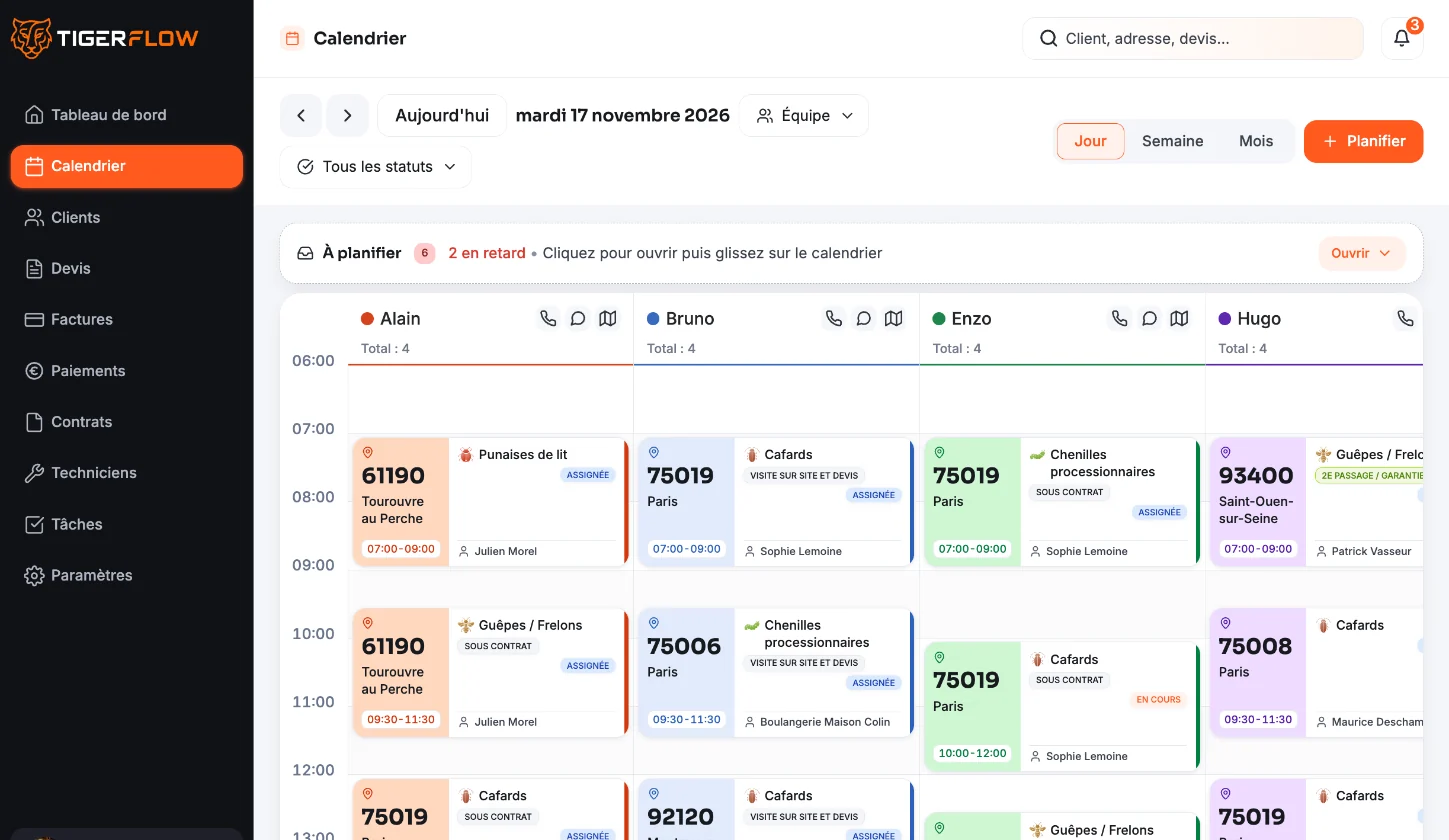 TIGERFLOW
Tableau de bord
Calendrier
Clients
Devis
Factures
Paiements
Contrats
Techniciens
Tâches
Paramètres
Calendrier
Client, adresse, devis...
3
Aujourd'hui
mardi 17 novembre 2026
Équipe
Tous les statuts
Jour
Semaine
Mois
+ Planifier
À planifier 6 2 en retard • Cliquez pour ouvrir puis glissez sur le calendrier
Ouvrir
Alain
Total : 4
Bruno
Total : 4
Enzo
Total : 4
Hugo
Total : 4
06:00
07:00
08:00
09:00
10:00
11:00
12:00
13:00
61190
Tourouvre
au Perche
07:00-09:00
Punaises de lit
ASSIGNÉE
Julien Morel
61190
Tourouvre
au Perche
09:30-11:30
Guêpes / Frelons
SOUS CONTRAT
ASSIGNÉE
Julien Morel
75019
Cafards
SOUS CONTRAT
ASSIGNÉE
75019
Paris
07:00-09:00
Cafards
VISITE SUR SITE ET DEVIS
ASSIGNÉE
Sophie Lemoine
75006
Paris
09:30-11:30
Chenilles
processionnaires
VISITE SUR SITE ET DEVIS
ASSIGNÉE
Boulangerie Maison Colin
92120
Cafards
VISITE SUR SITE ET DEVIS
ASSIGNÉE
75019
Paris
07:00-09:00
Chenilles
processionnaires
SOUS CONTRAT
ASSIGNÉE
Sophie Lemoine
75019
Paris
10:00-12:00
Cafards
SOUS CONTRAT
EN COURS
Sophie Lemoine
Guêpes / Frelons
93400
Saint-Ouen-
sur-Seine
07:00-09:00
Guêpes / Frelo
2E PASSAGE / GARANTIE
Patrick Vasseur
75008
Paris
09:30-11:30
Cafards
Maurice Descham
75019
Cafards